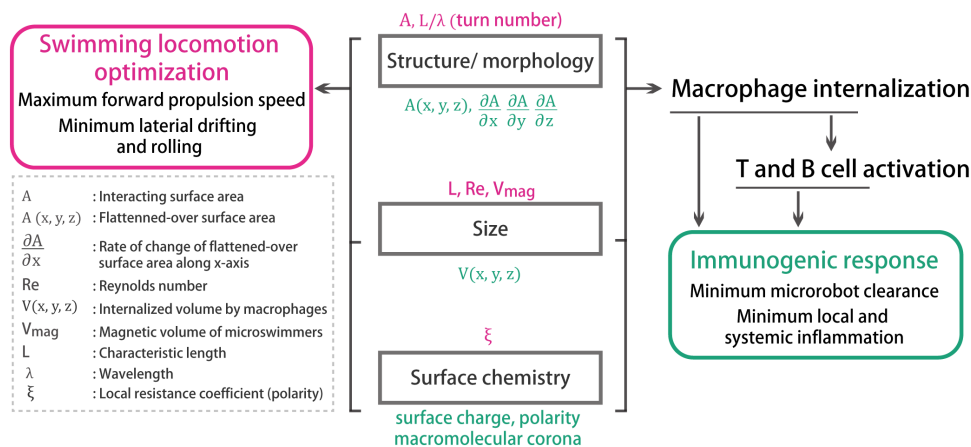 Swimming locomotion
optimization
Maximum forward propulsion speed
Minimum laterial drifting
and rolling
A : Interacting surface area
A (x, y, z) : Flattenned-over surface area
∂A/∂x : Rate of change of flattened-over
surface area along x-axis
Re : Reynolds number
V(x, y, z) : Internalized volume by macrophages
Vmag : Magnetic volume of microswimmers
L : Characteristic length
λ : Wavelength
ξ : Local resistance coefficient (polarity)
A, L/λ (turn number)
Structure/ morphology
A(x, y, z), ∂A/∂x ∂A/∂y ∂A/∂z
L, Re, Vmag
Size
V(x, y, z)
ξ
Surface chemistry
surface charge, polarity
macromolecular corona
Macrophage internalization
T and B cell activation
Immunogenic response
Minimum microrobot clearance
Minimum local and
systemic inflammation